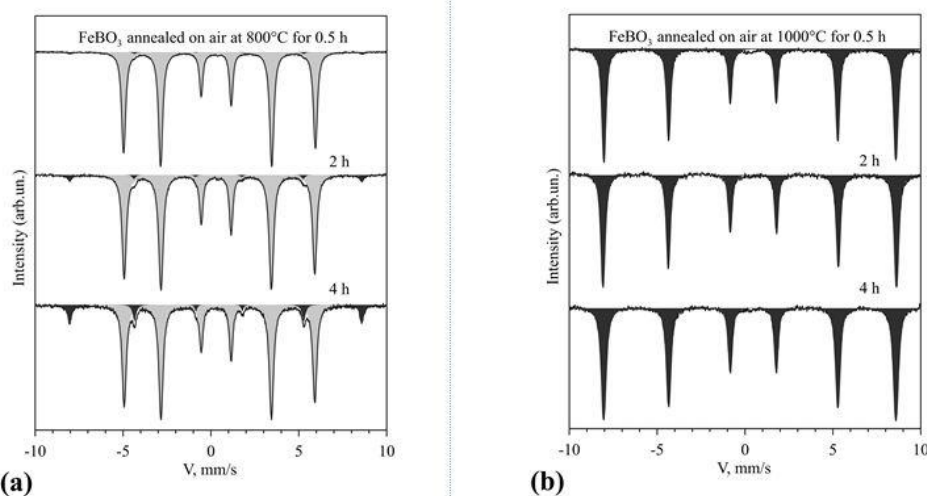 FeBO3 annealed on air at 800°C for 0.5 h
2 h
4 h
Intensity (arb.un.)
-10 -5 0 5 10
V, mm/s
(a)
FeBO3 annealed on air at 1000°C for 0.5 h
2 h
4 h
Intensity (arb.un.)
-10 -5 0 5 10
V, mm/s
(b)